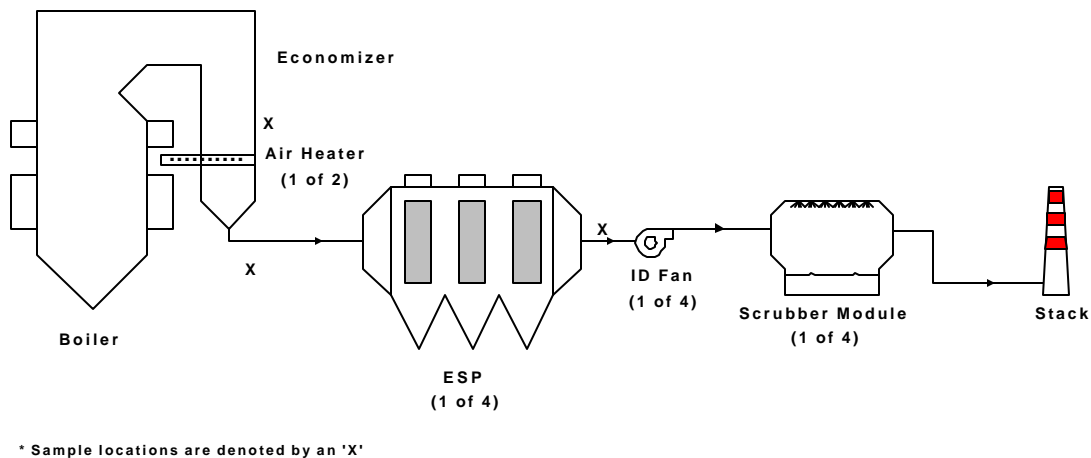 Economizer
X
Air Heater
(1 of 2)
X
Boiler
ESP
(1 of 4)
X
ID Fan
(1 of 4)
Scrubber Module
(1 of 4)
Stack
* Sample locations are denoted by an 'X'